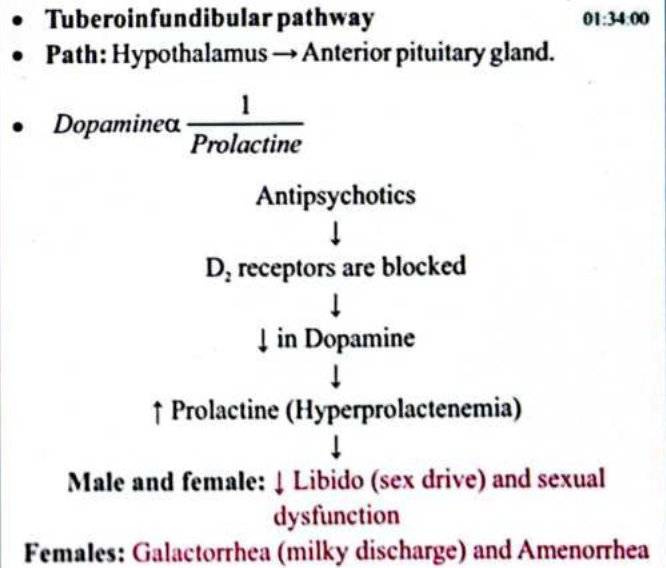 • Tuberoinfundibular pathway 01:34:00
• Path: Hypothalamus → Anterior pituitary gland.
• Dopamineα 1
Prolactine
Antipsychotics
↓
D₂ receptors are blocked
↓
↓ in Dopamine
↓
↑ Prolactine (Hyperprolactenemia)
↓
Male and female: ↓ Libido (sex drive) and sexual
dysfunction
Females: Galactorrhea (milky discharge) and Amenorrhea